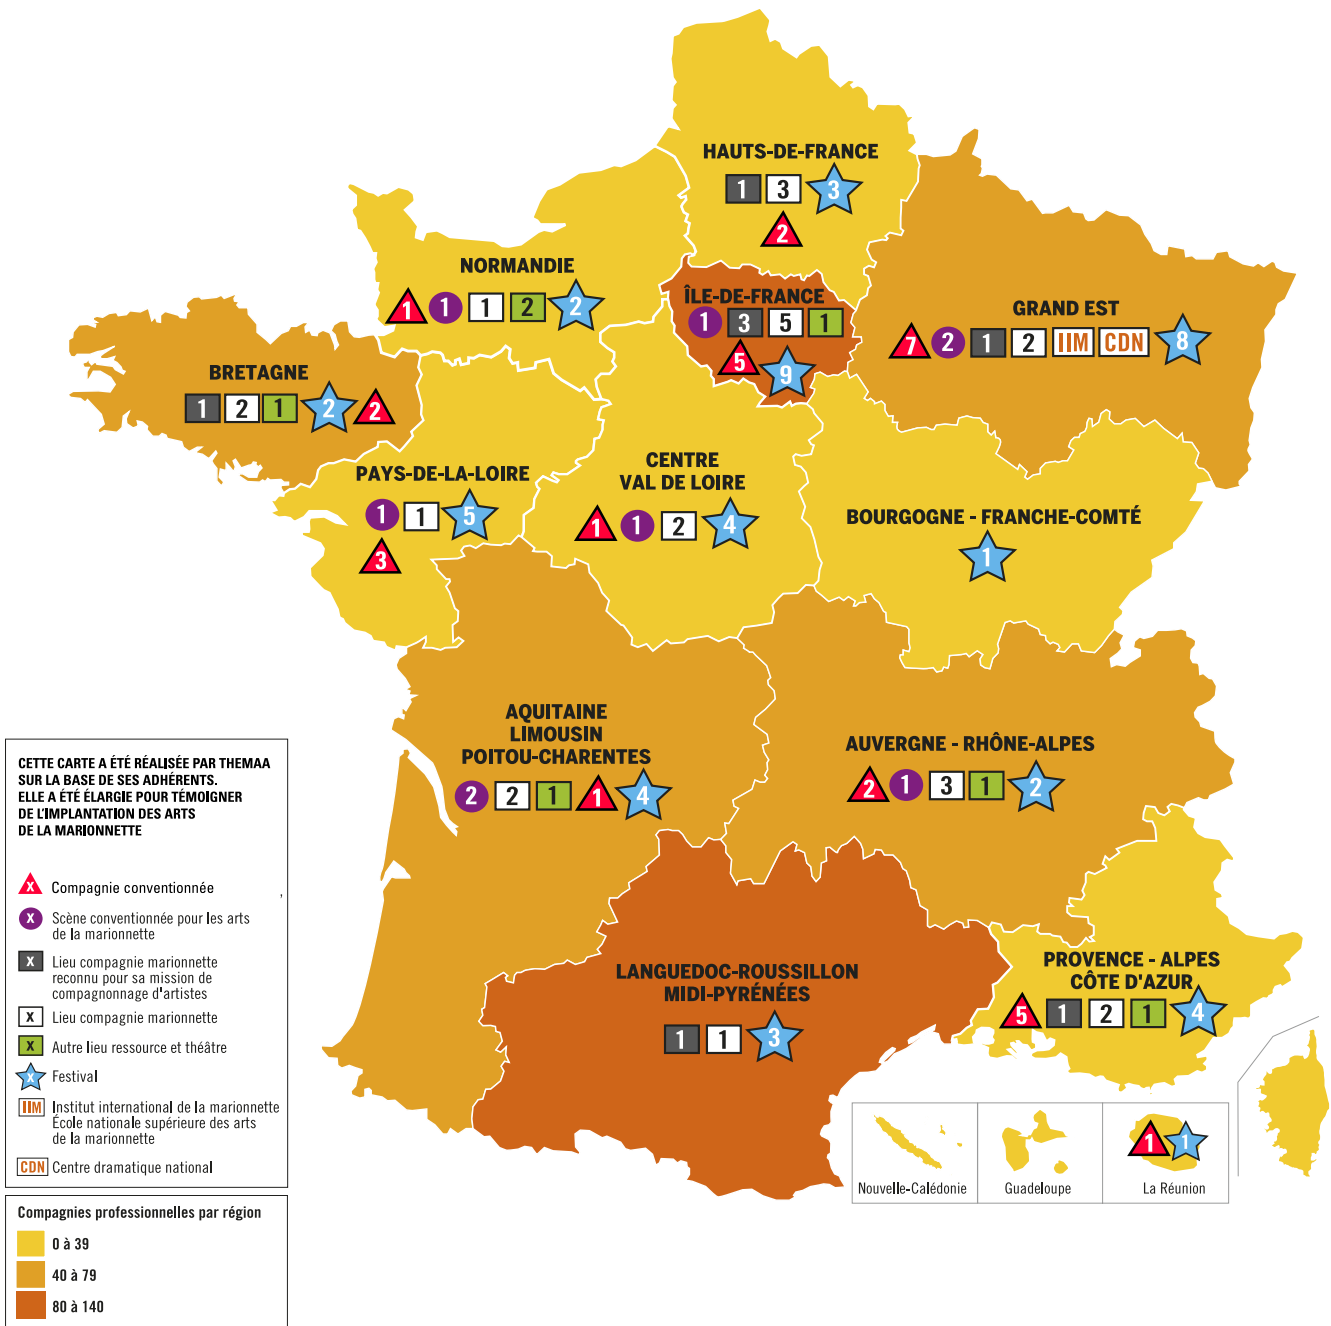 HAUTS-DE-FRANCE
1 3 3
2
NORMANDIE
1 1 1 2 2
ÎLE-DE-FRANCE
1 3 5 1
5 9
GRAND EST
7 2 1 2 IIM CDN 8
BRETAGNE
1 2 1 2 2
PAYS-DE-LA-LOIRE
1 1 5
3
CENTRE
VAL DE LOIRE
1 1 2 4
BOURGOGNE - FRANCHE-COMTÉ
1
AQUITAINE
LIMOUSIN
POITOU-CHARENTES
2 2 1 1 4
AUVERGNE - RHÔNE-ALPES
2 1 3 1 2
LANGUEDOC-ROUSSILLON
MIDI-PYRÉNÉES
1 1 3
PROVENCE - ALPES
CÔTE D'AZUR
5 1 2 1 4
Nouvelle-Calédonie
Guadeloupe
1 1
La Réunion
CETTE CARTE A ÉTÉ RÉALISÉE PAR THEMAA
SUR LA BASE DE SES ADHÉRENTS.
ELLE A ÉTÉ ÉLARGIE POUR TÉMOIGNER
DE L'IMPLANTATION DES ARTS
DE LA MARIONNETTE
X Compagnie conventionnée ,
X Scène conventionnée pour les arts
de la marionnette
X Lieu compagnie marionnette
reconnu pour sa mission de
compagnonnage d'artistes
X Lieu compagnie marionnette
X Autre lieu ressource et théâtre
X Festival
IIM Institut international de la marionnette
École nationale supérieure des arts
de la marionnette
CDN Centre dramatique national
Compagnies professionnelles par région
0 à 39
40 à 79
80 à 140